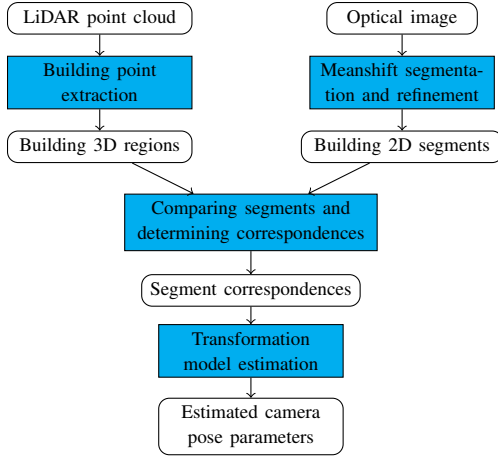 LiDAR point cloud
Optical image
Building point
extraction
Meanshift segmenta-
tion and refinement
Building 3D regions
Building 2D segments
Comparing segments and
determining correspondences
Segment correspondences
Transformation
model estimation
Estimated camera
pose parameters